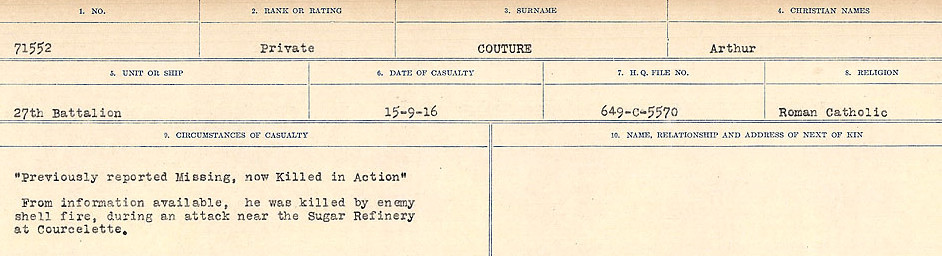 1. NO. 2. RANK OR RATING 3. SURNAME 4. CHRISTIAN NAMES
71552 Private COUTURE Arthur
5. UNIT OR SHIP 6. DATE OF CASUALTY 7. H.Q. FILE NO. 8. RELIGION
27th Battalion 15-9-16 649-C-5570 Roman Catholic
9. CIRCUMSTANCES OF CASUALTY 10. NAME, RELATIONSHIP AND ADDRESS OF NEXT OF KIN
"Previously reported Missing, now Killed in Action"
From information available, he was killed by enemy
shell fire, during an attack near the Sugar Refinery
at Courcelette.